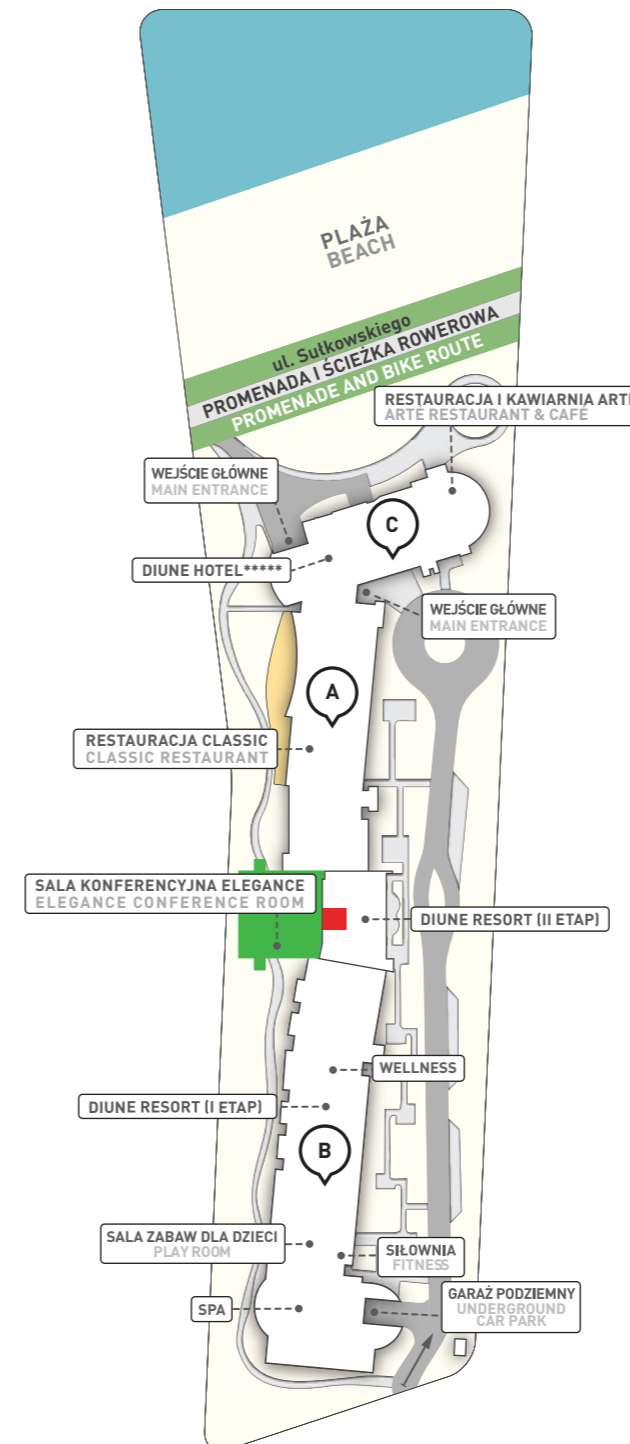 PLAŻA
BEACH
ul. Sułkowskiego
PROMENADA I ŚCIEŻKA ROWEROWA
PROMENADE AND BIKE ROUTE
RESTAURACJA I KAWIARNIA ARTÉ
ARTÉ RESTAURANT & CAFÉ
WEJŚCIE GŁÓWNE
MAIN ENTRANCE
C
DIUNE HOTEL*****
WEJŚCIE GŁÓWNE
MAIN ENTRANCE
A
RESTAURACJA CLASSIC
CLASSIC RESTAURANT
SALA KONFERENCYJNA ELEGANCE
ELEGANCE CONFERENCE ROOM
DIUNE RESORT (II ETAP)
WELLNESS
DIUNE RESORT (I ETAP)
B
SALA ZABAW DLA DZIECI
PLAY ROOM
SIŁOWNIA
FITNESS
SPA
GARAŻ PODZIEMNY
UNDERGROUND
CAR PARK